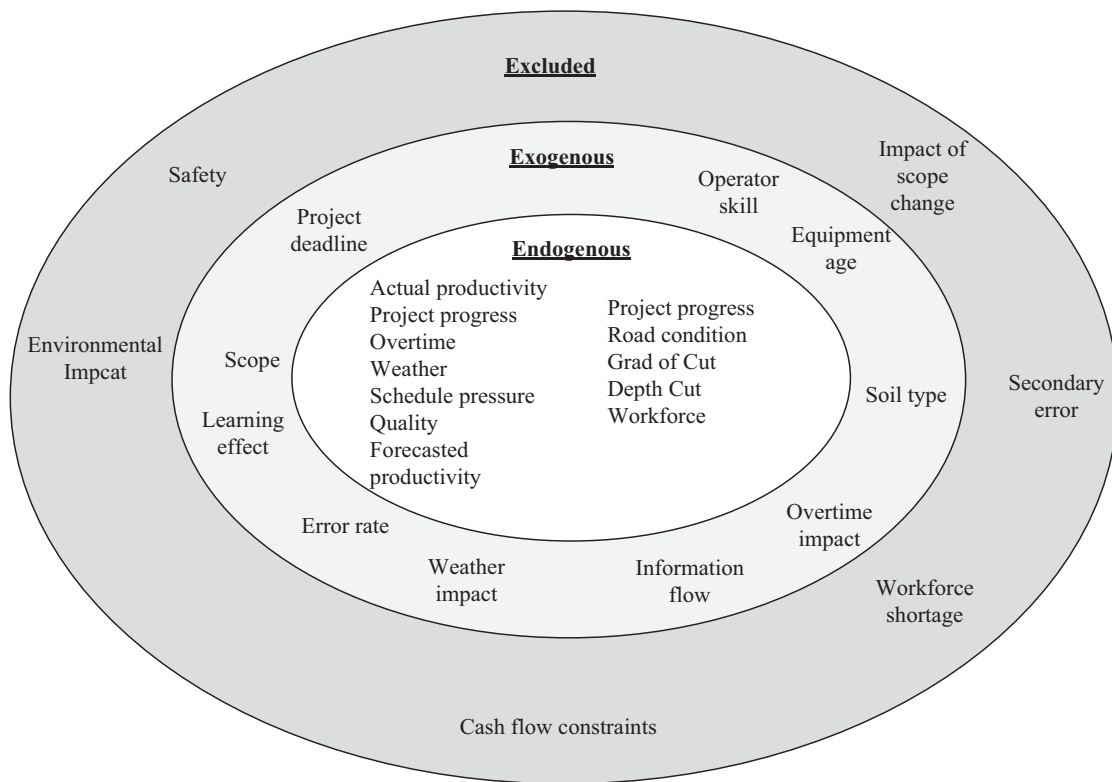 Excluded
Safety
Impact of
scope
change
Environmental
Impcat
Secondary
error
Workforce
shortage
Cash flow constraints
Exogenous
Operator
skill
Project
deadline
Equipment
age
Scope
Learning
effect
Soil type
Error rate
Overtime
impact
Weather
impact
Information
flow
Endogenous
Actual productivity
Project progress
Overtime
Weather
Schedule pressure
Quality
Forecasted
productivity
Project progress
Road condition
Grad of Cut
Depth Cut
Workforce